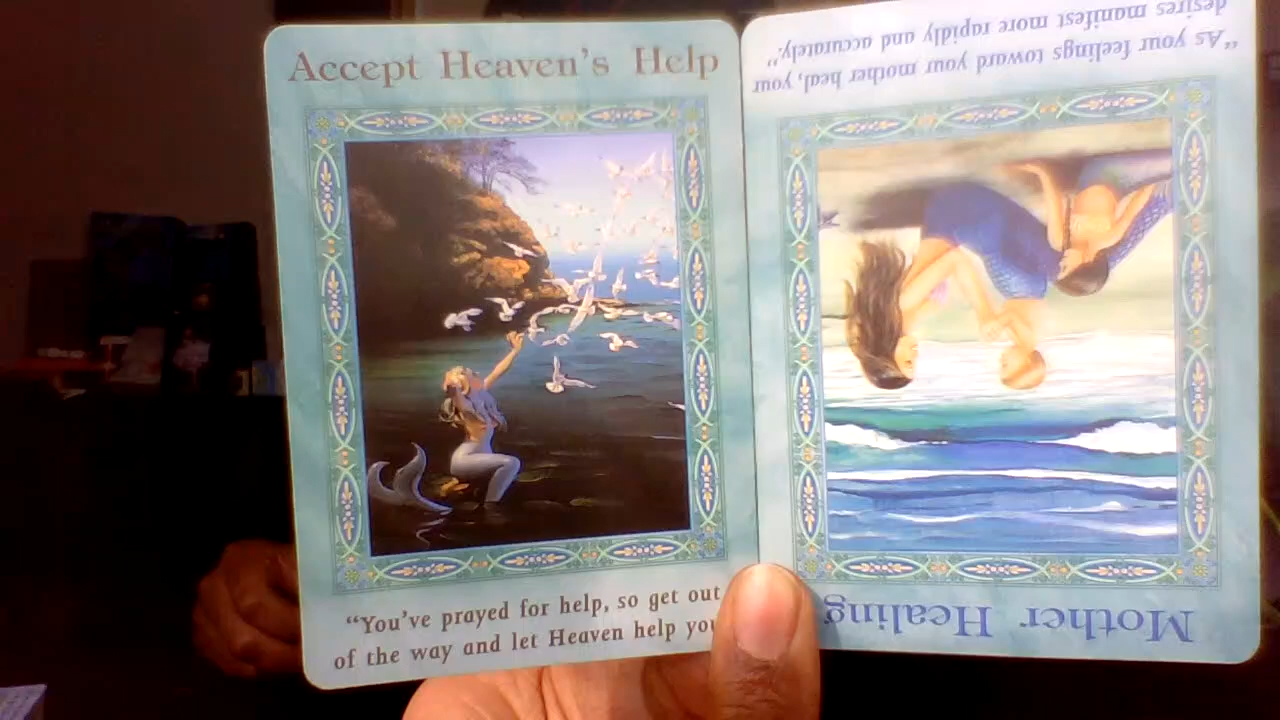 Accept Heaven's Help
“You've prayed for help, so get out
of the way and let Heaven help you
Mother Healing
“As your feelings toward your mother heal, your
desires manifest more rapidly and accurately.”